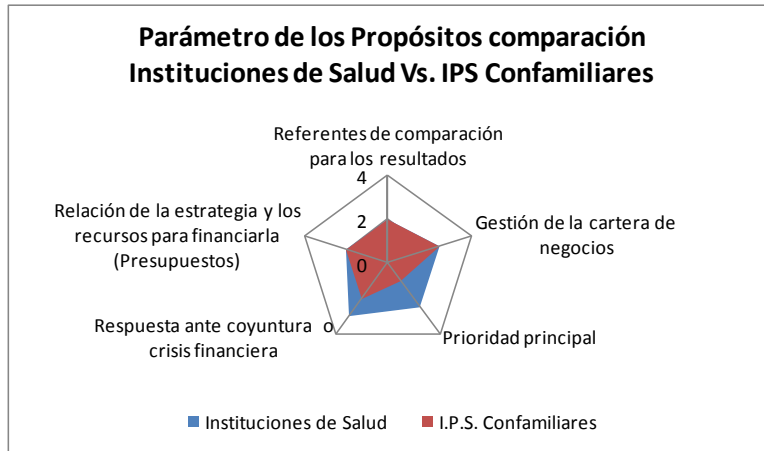 Parámetro de los Propósitos comparación
Instituciones de Salud Vs. IPS Confamiliares
Referentes de comparación
para los resultados
4
2
0
Gestión de la cartera de
negocios
Prioridad principal
Respuesta ante coyuntura o
crisis financiera
Relación de la estrategia y los
recursos para financiarla
(Presupuestos)
Instituciones de Salud
I.P.S. Confamiliares